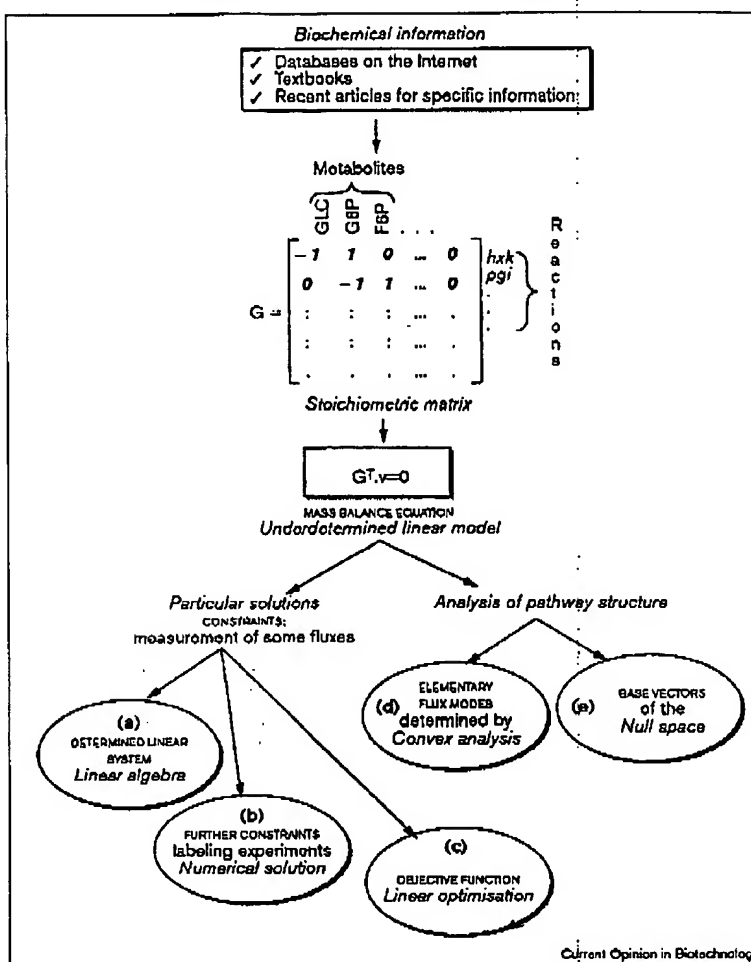 Biochemical information
✓ Databases on the Internet
✓ Textbooks
✓ Recent articles for specific information
Metabolites
GLC G6P F6P . . .
−1 1 0 ... 0 hxk
0 −1 1 ... 0 pgi
G =
: : : ... .
: : : ... .
. . . ... .
Reactions
Stoichiometric matrix
Gᵀ.v=0
MASS BALANCE EQUATION
Underdetermined linear model
Particular solutions
CONSTRAINTS:
measurement of some fluxes
Analysis of pathway structure
(a)
DETERMINED LINEAR
SYSTEM
Linear algebra
(b)
FURTHER CONSTRAINTS
labeling experiments
Numerical solution
(c)
OBJECTIVE FUNCTION
Linear optimisation
(d)
ELEMENTARY
FLUX MODES
determined by
Convex analysis
(e)
BASE VECTORS
of the
Null space
Current Opinion in Biotechnolog